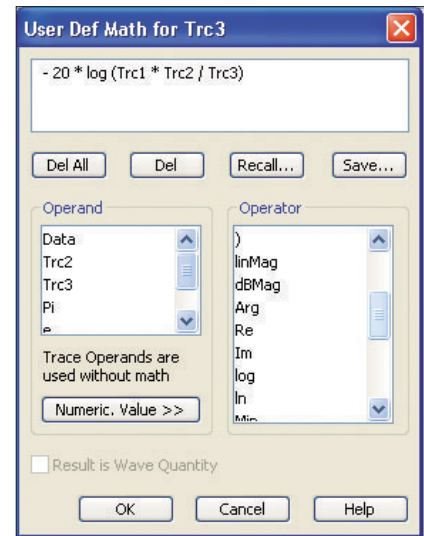 User Def Math for Trc3
- 20 * log (Trc1 * Trc2 / Trc3)
Del All
Del
Recall...
Save...
Operand
Data
Trc2
Trc3
Pi
e
Trace Operands are
used without math
Numeric. Value >>
Operator
)
linMag
dBMag
Arg
Re
Im
log
ln
Min
Result is Wave Quantity
OK
Cancel
Help